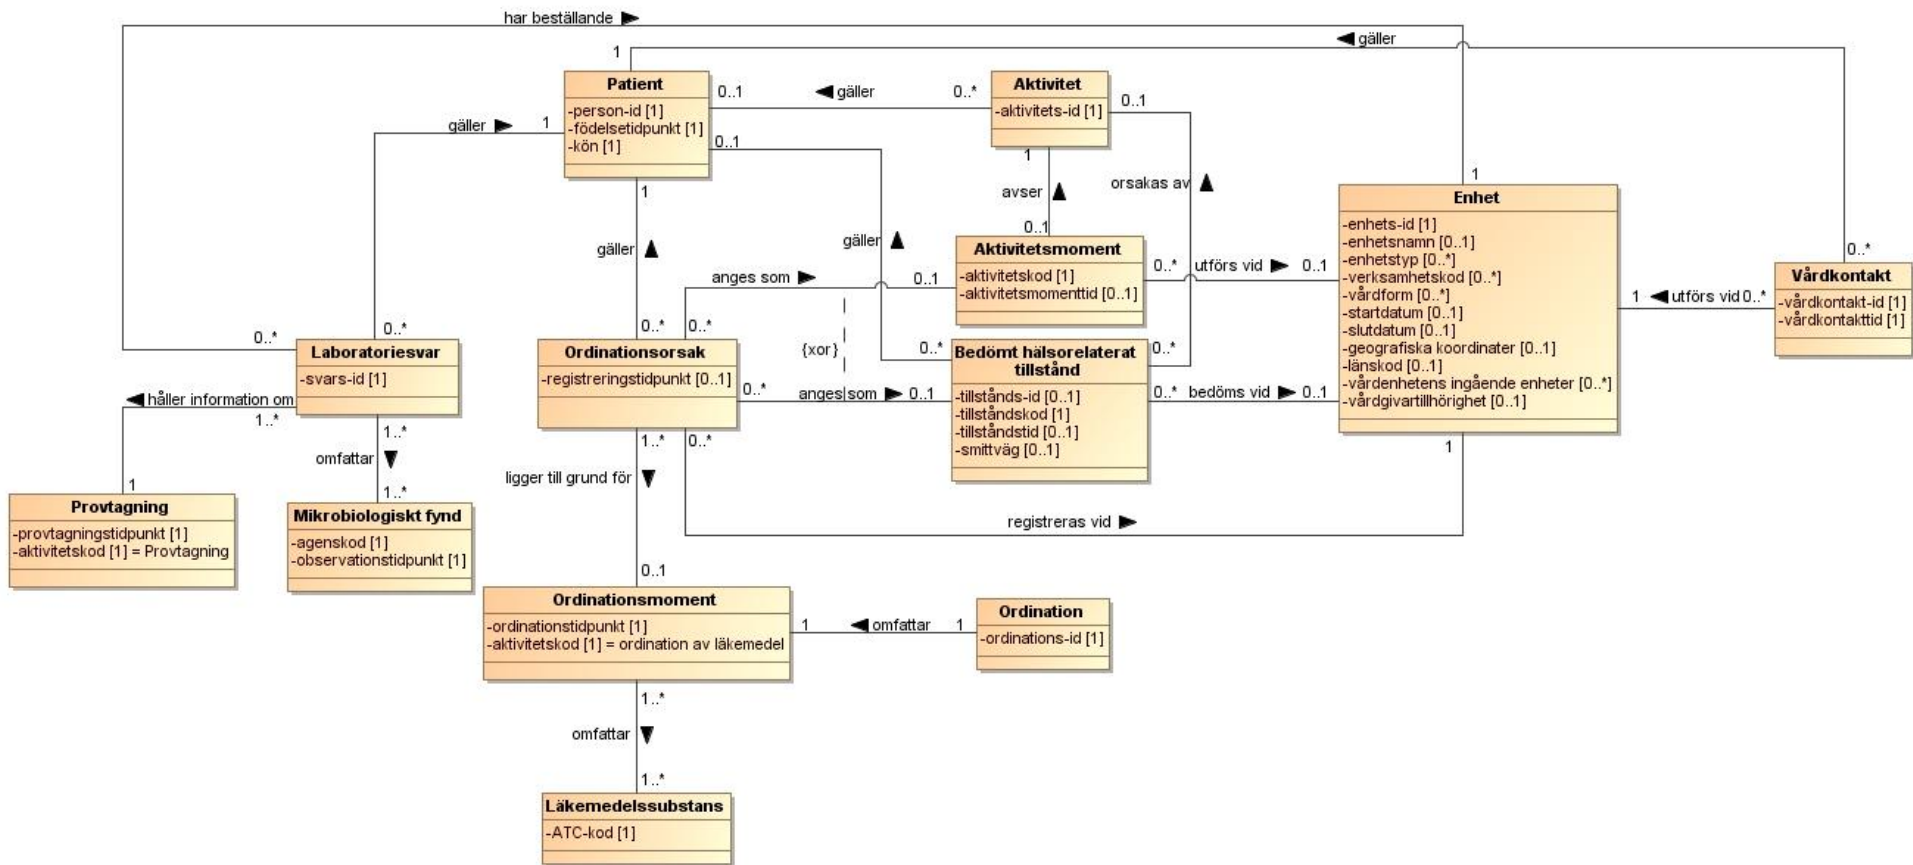 har beställande
gäller
1
Patient
-person-id [1]
-födelsetidpunkt [1]
-kön [1]
0..1
gäller
0..*
Aktivitet
-aktivitets-id [1]
0..1
gäller
1
0..1
1
avser
orsakas av
1
1
Enhet
-enhets-id [1]
-enhetsnamn [0..1]
-enhetstyp [0..*]
-verksamhetskod [0..*]
-vårdform [0..*]
-startdatum [0..1]
-slutdatum [0..1]
-geografiska koordinater [0..1]
-länskod [0..1]
-vårdenhetens ingående enheter [0..*]
-vårdgivartillhörighet [0..1]
gäller
gäller
0..1
Aktivitetsmoment
-aktivitetskod [1]
-aktivitetsmomenttid [0..1]
anges som
0..1
0..*
utförs vid
0..1
0..*
Vårdkontakt
-vårdkontakt-id [1]
-vårdkontakttid [1]
1
utförs vid
0..*
0..*
0..*
Laboratoriesvar
-svars-id [1]
0..*
0..*
Ordinationsorsak
-registreringstidpunkt [0..1]
{xor}
0..*
Bedömt hälsorelaterat
tillstånd
-tillstånds-id [0..1]
-tillståndskod [1]
-tillståndstid [0..1]
-smittväg [0..1]
0..*
0..*
anges som
0..1
0..*
bedöms vid
0..1
håller information om
1..*
1..*
omfattar
1..*
1..*
0..*
1
ligger till grund för
1
Provtagning
-provtagningstidpunkt [1]
-aktivitetskod [1] = Provtagning
Mikrobiologiskt fynd
-agenskod [1]
-observationstidpunkt [1]
registreras vid
0..1
Ordinationsmoment
-ordinationstidpunkt [1]
-aktivitetskod [1] = ordination av läkemedel
1
omfattar
1
Ordination
-ordinations-id [1]
1..*
omfattar
1..*
Läkemedelssubstans
-ATC-kod [1]